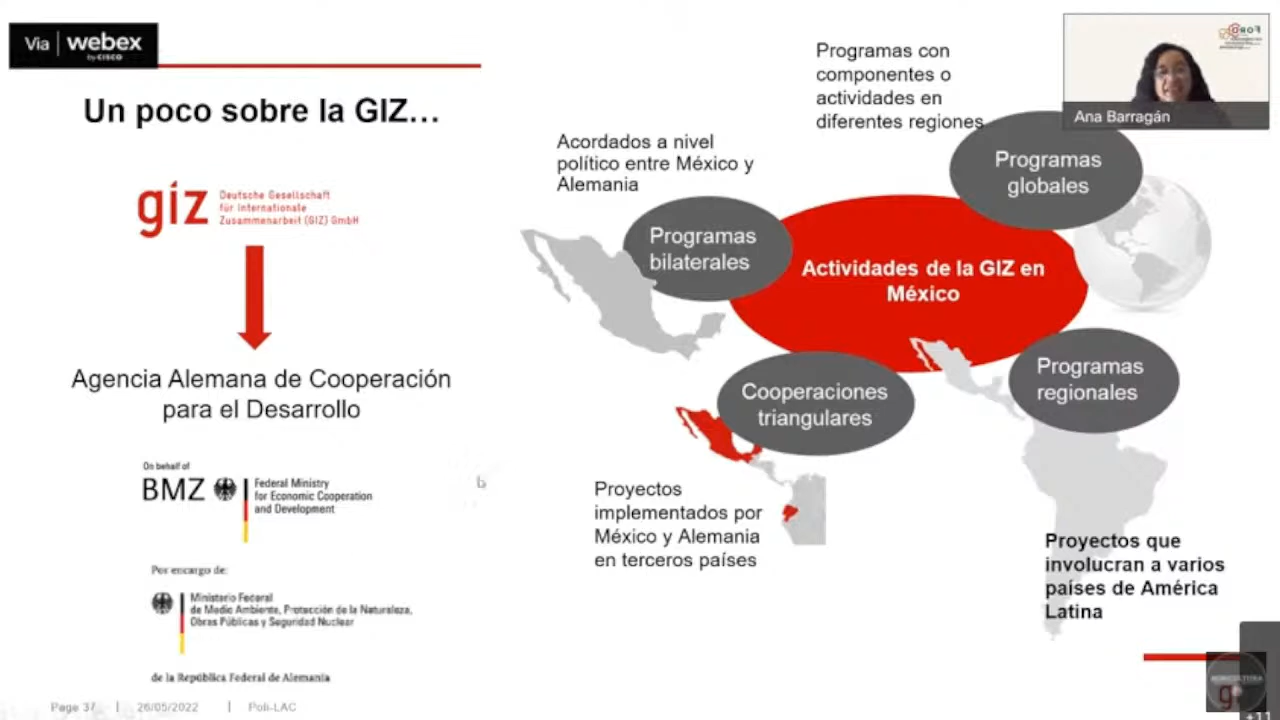 Via webex
by CISCO
Un poco sobre la GIZ...
giz
Deutsche Gesellschaft
für Internationale
Zusammenarbeit (GIZ) GmbH
Agencia Alemana de Cooperación
para el Desarrollo
On behalf of
BMZ
Federal Ministry
for Economic Cooperation
and Development
Por encargo de:
Ministerio Federal
de Medio Ambiente, Protección de la Naturaleza,
Obras Públicas y Seguridad Nuclear
de la República Federal de Alemania
Page 37 | 26/05/2022 | Poli-LAC
Acordados a nivel
político entre México y
Alemania
Programas
bilaterales
Programas con
componentes o
actividades en
diferentes regiones
Programas
globales
Actividades de la GIZ en
México
Cooperaciones
triangulares
Proyectos
implementados por
México y Alemania
en terceros países
Programas
regionales
Proyectos que
involucran a varios
países de América
Latina
Ana Barragán
+11